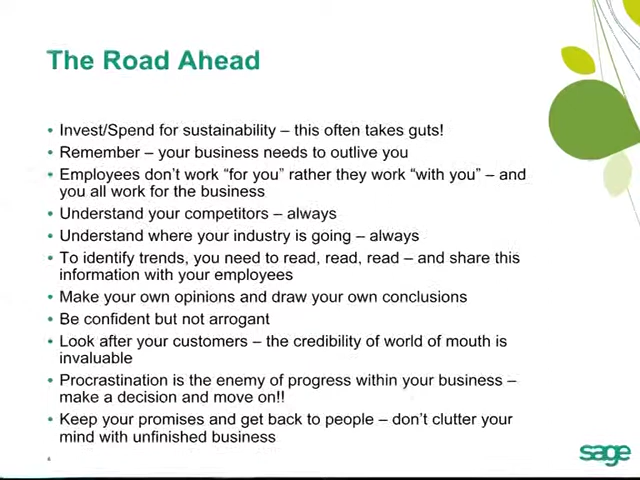 The Road Ahead
• Invest/Spend for sustainability – this often takes guts!
• Remember – your business needs to outlive you
• Employees don't work "for you" rather they work "with you" – and
you all work for the business
• Understand your competitors – always
• Understand where your industry is going – always
• To identify trends, you need to read, read, read – and share this
information with your employees
• Make your own opinions and draw your own conclusions
• Be confident but not arrogant
• Look after your customers – the credibility of world of mouth is
invaluable
• Procrastination is the enemy of progress within your business –
make a decision and move on!!
• Keep your promises and get back to people – don't clutter your
mind with unfinished business
sage